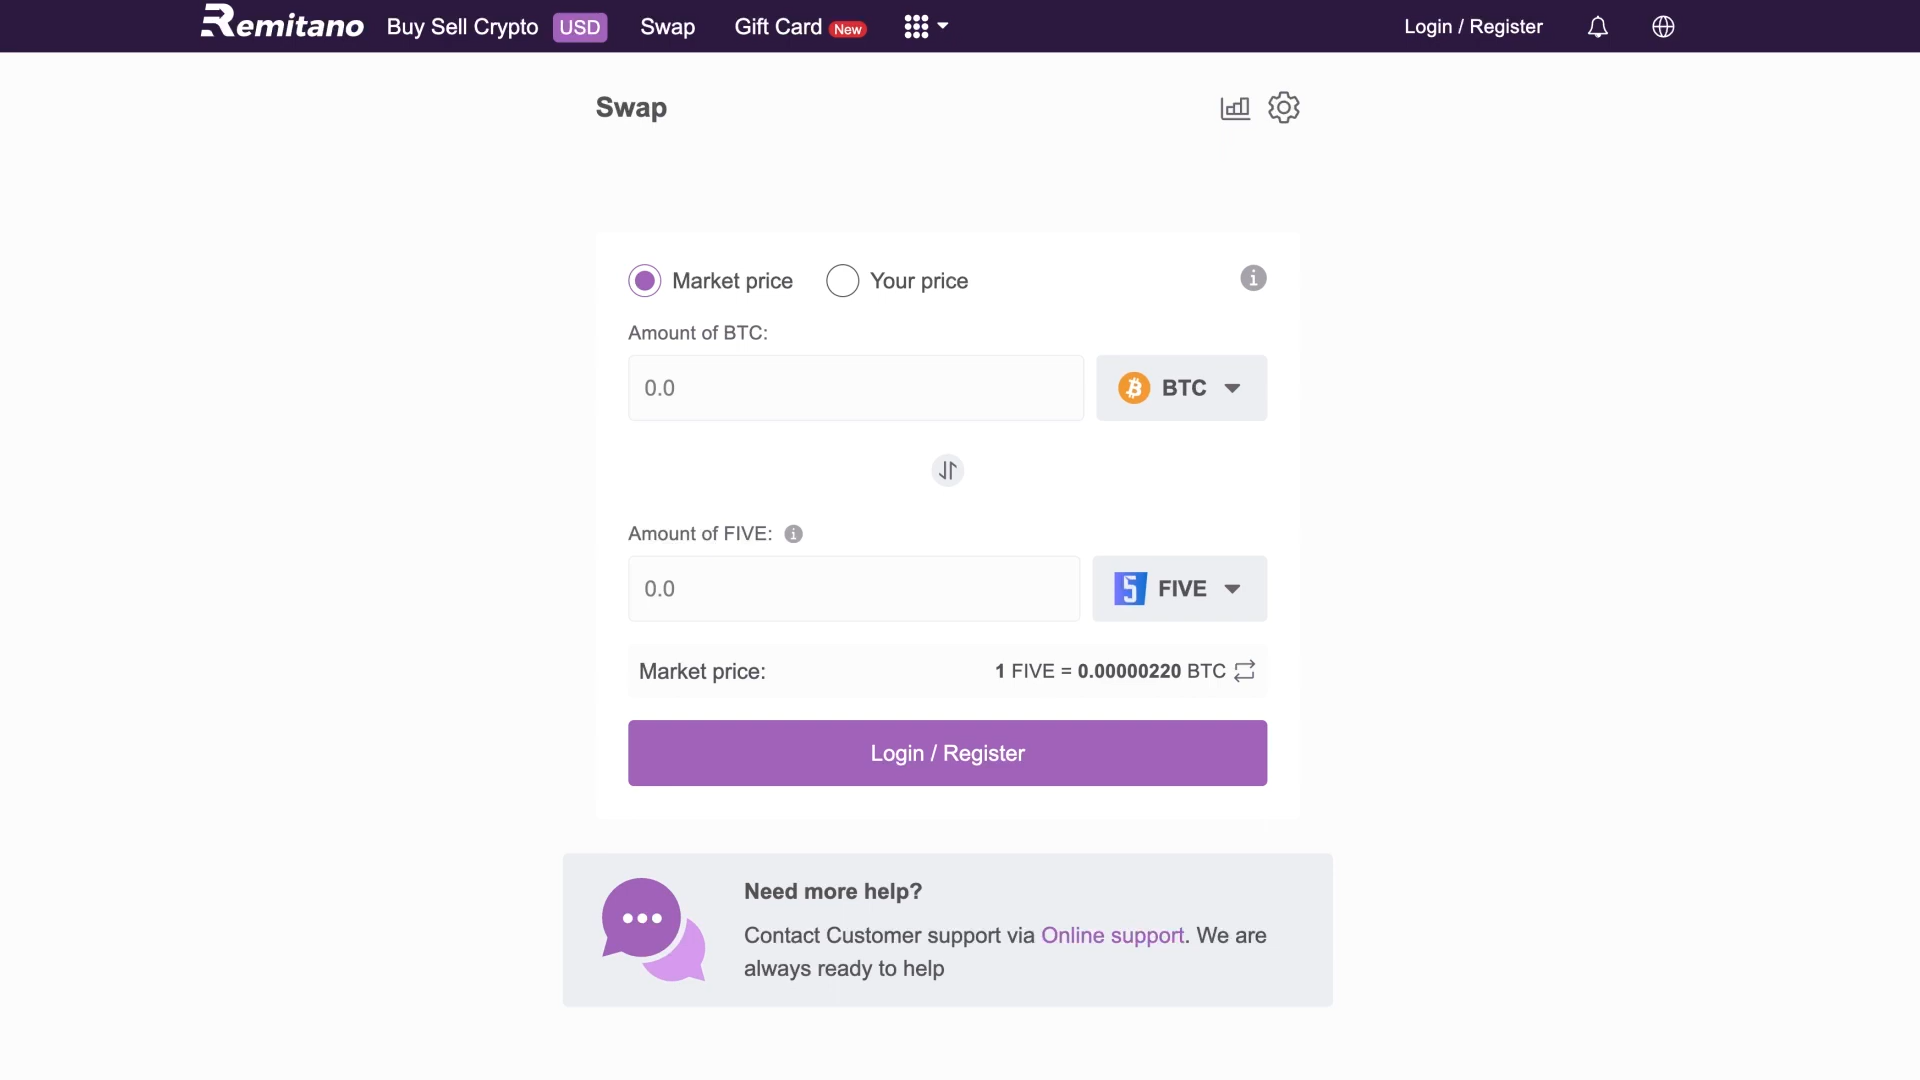 Remitano Buy Sell Crypto USD Swap Gift Card New Login / Register
Swap
Market price Your price
Amount of BTC:
0.0 BTC
Amount of FIVE:
0.0 5 FIVE
Market price: 1 FIVE = 0.00000220 BTC
Login / Register
Need more help?
Contact Customer support via Online support. We are
always ready to help